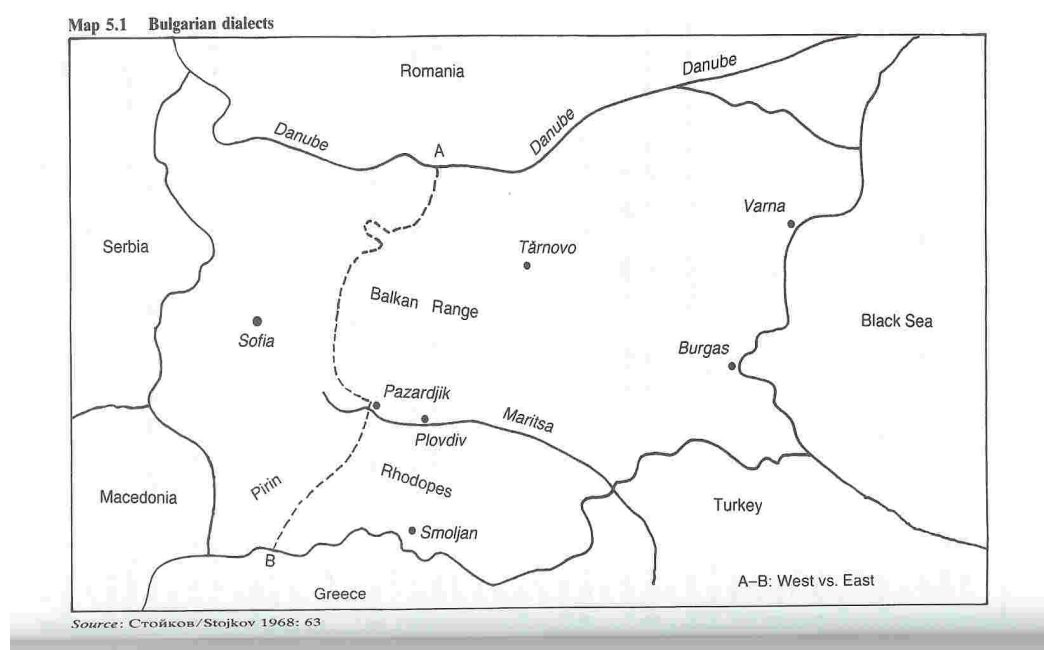 Map 5.1 Bulgarian dialects
Romania
Danube
Danube
Danube
A
Varna
Serbia
Tărnovo
Balkan Range
Black Sea
Sofia
Burgas
Pazardjik
Maritsa
Plovdiv
Rhodopes
Pirin
Macedonia
Turkey
Smoljan
B
A–B: West vs. East
Greece
Source: Стойков/Stojkov 1968: 63